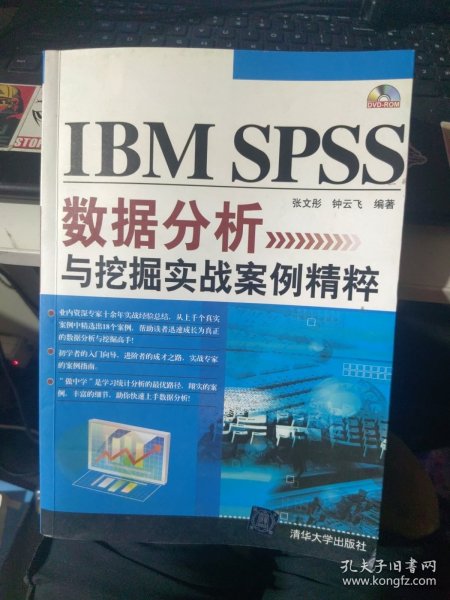 DVD-ROM
IBM SPSS
张文彤 钟云飞 编著
数据分析
与挖掘实战案例精粹
业内资深专家十余年实战经验总结,从上千个真实
案例中精选出18个案例,帮助读者迅速成长为真正
的数据分析与挖掘高手!
初学者的入门向导,进阶者的成才之路,实战专家
的案例指南。
“做中学”是学习统计分析的最优路径,翔实的案
例,丰富的细节,助你快速上手数据分析!
清华大学出版社
STO
孔夫子旧书网
www.kongfz.com